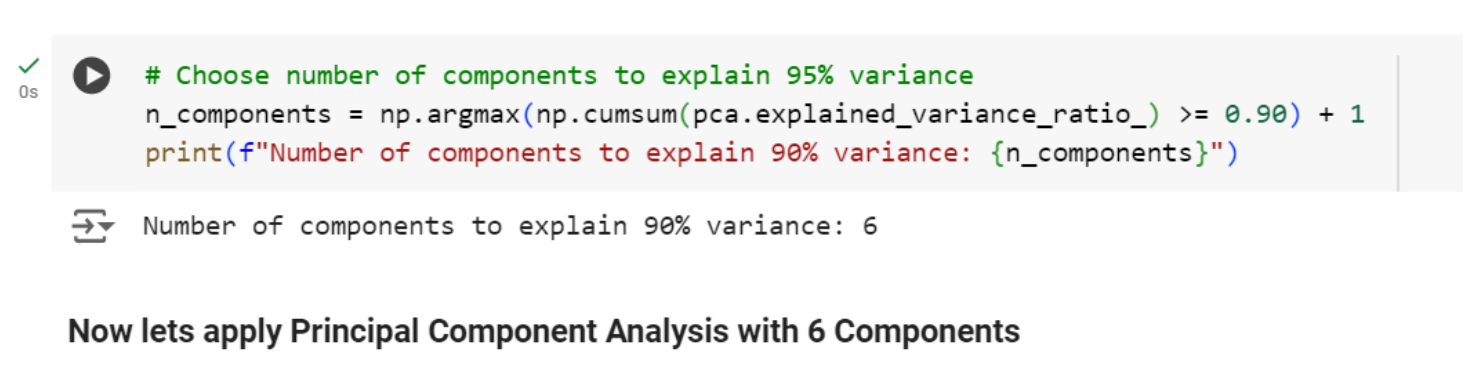 # Choose number of components to explain 95% variance
n_components = np.argmax(np.cumsum(pca.explained_variance_ratio_) >= 0.90) + 1
0s
print(f"Number of components to explain 90% variance: {n_components}")
Number of components to explain 90% variance: 6
Now lets apply Principal Component Analysis with 6 Components